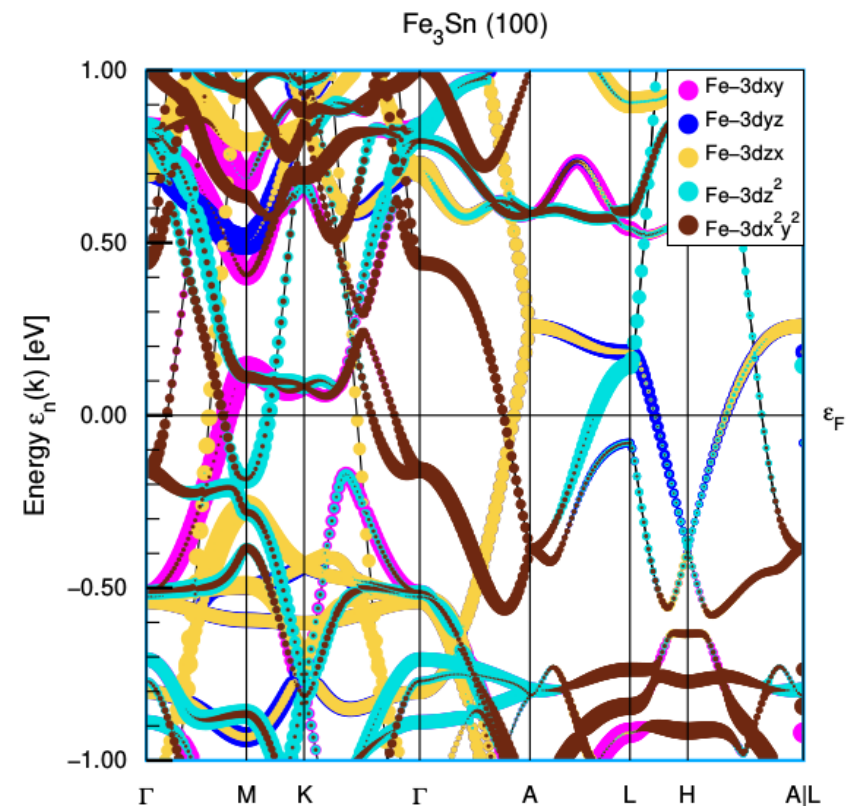 Fe₃Sn (100)
1.00
0.50
0.00
−0.50
−1.00
Energy εₙ(k) [eV]
Fe−3dxy
Fe−3dyz
Fe−3dzx
Fe−3dz²
Fe−3dx²y²
ε_F
Γ M K Γ A L H A|L